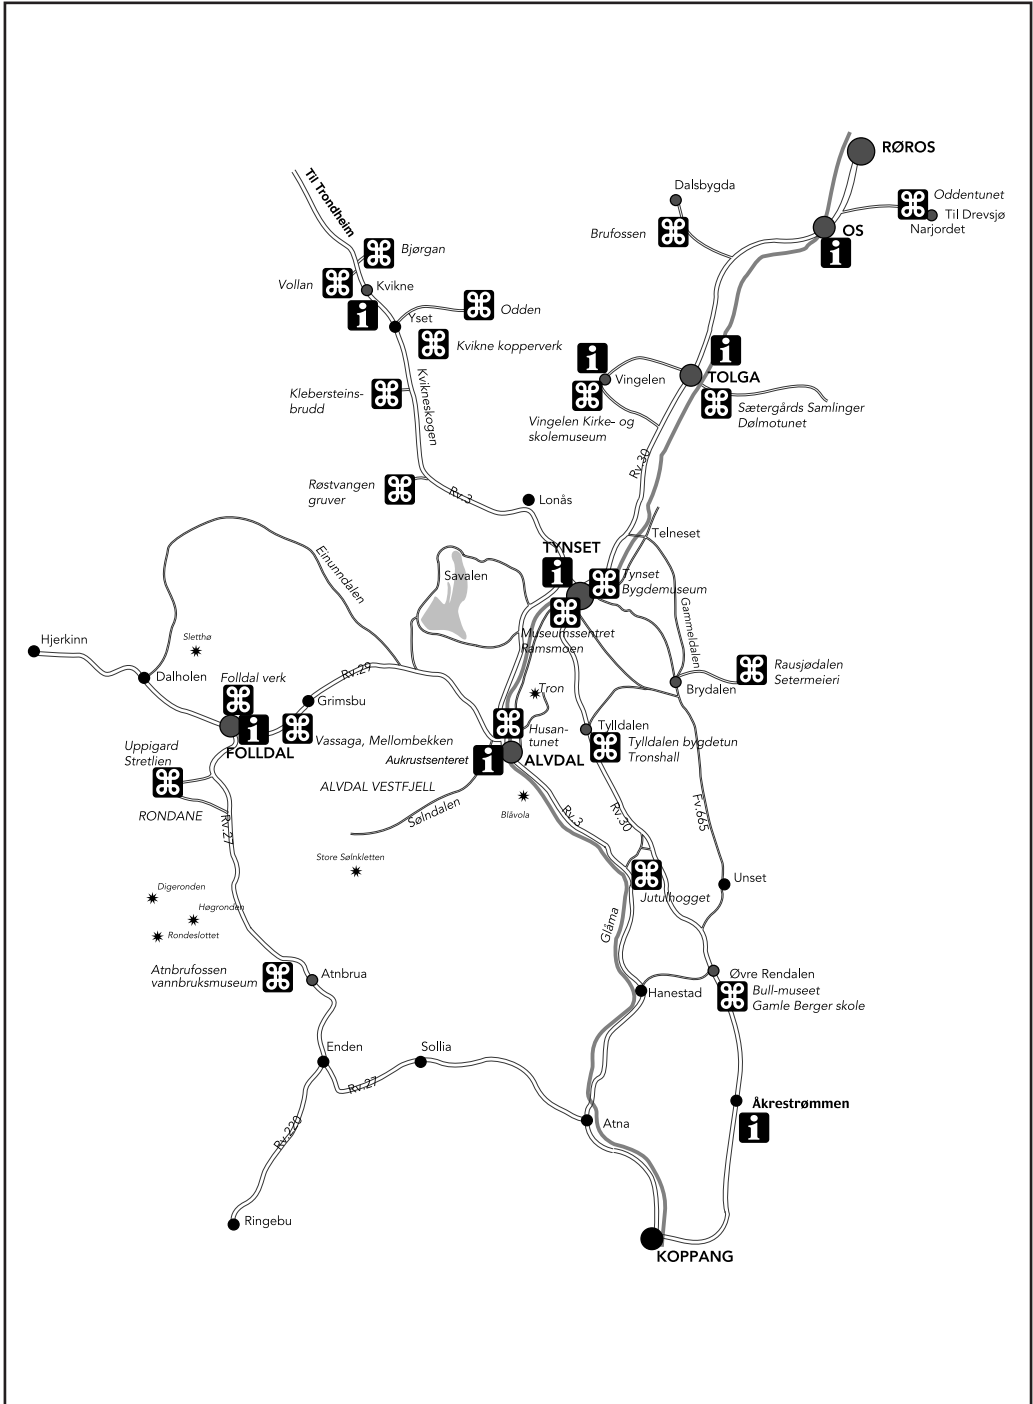 RØROS
Oddentunet
Til Drevsjø
Narjordet
Dalsbygda
Brufossen
OS
Til Trondheim
Bjørgan
Vollan
Kvikne
Yset
Odden
Kvikne kopperverk
Klebersteins-
brudd
Kvikneskogen
Vingelen
TOLGA
Vingelen Kirke- og
skolemuseum
Sætergårds Samlinger
Dølmotunet
Rv.30
Røstvangen
gruver
Rv.3
Lonås
Telneset
TYNSET
Tynset
Bygdemuseum
Einunndalen
Savalen
Gammeldalen
Museumssentret
Ramsmoen
Hjerkinn
Sletthø
Dalholen
Folldal verk
Rv.29
Grimsbu
Tron
Rausjødalen
Setermeieri
Brydalen
FOLLDAL
Vassaga, Mellombekken
Husan-
tunet
Tylldalen
Tylldalen bygdetun
Tronshall
Uppigard
Stretlien
Aukrustsenteret
ALVDAL
ALVDAL VESTFJELL
RONDANE
Sølndalen
Blåvola
Rv.3
Rv.30
Fv.665
Rv.27
Store Sølnkletten
Unset
Jutulhogget
Digeronden
Høgronden
Rondeslottet
Glåma
Atnbrufossen
vannbruksmuseum
Atnbrua
Øvre Rendalen
Hanestad
Bull-museet
Gamle Berger skole
Enden
Sollia
Rv.27
Åkrestrømmen
Atna
Rv.220
Ringebu
KOPPANG